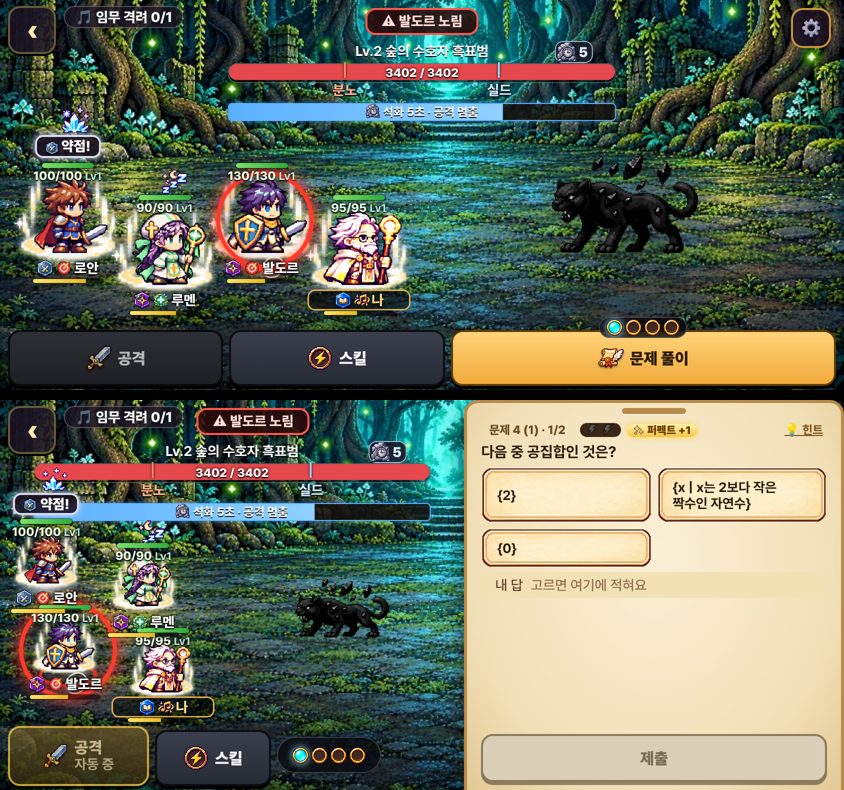 임무 격려 0/1
발도르 노림
Lv.2 숲의 수호자 흑표범
5
3402 / 3402
분노
실드
석화 5초 · 공격 멈춤
약점!
100/100 Lv1
130/130 Lv1
90/90 Lv1
95/95 Lv1
로안
발도르
루멘
나
공격
스킬
문제 풀이
임무 격려 0/1
발도르 노림
Lv.2 숲의 수호자 흑표범
5
3402 / 3402
분노
실드
약점!
석화 5초 · 공격 멈춤
100/100 Lv1
90/90 Lv1
로안
130/130 Lv1
루멘
95/95 Lv1
발도르
나
공격
자동 중
스킬
문제 4 (1) · 1/2
퍼펙트 +1
힌트
다음 중 공집합인 것은?
{2}
{x | x는 2보다 작은
짝수인 자연수}
{0}
내 답 고르면 여기에 적혀요
제출